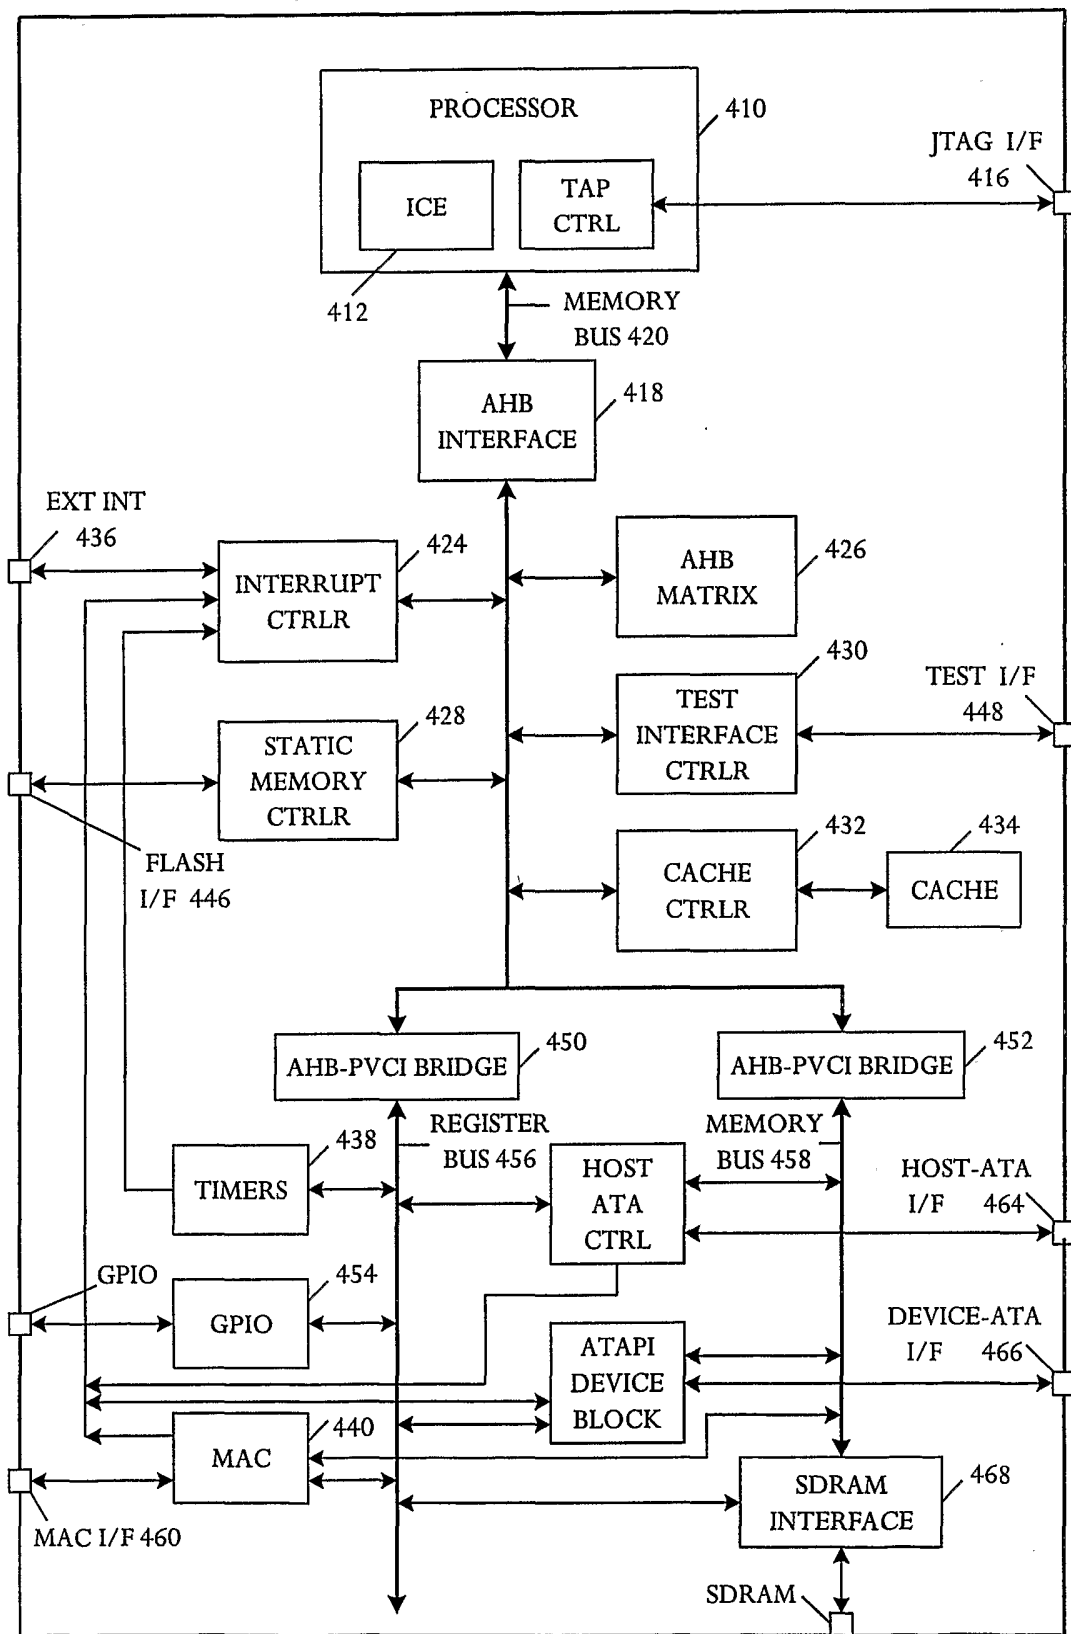 PROCESSOR
410
JTAG I/F
416
ICE
TAP
CTRL
412
MEMORY
BUS 420
AHB
INTERFACE
418
EXT INT
436
424
INTERRUPT
CTRLR
AHB
MATRIX
426
430
TEST I/F
448
TEST
INTERFACE
CTRLR
428
STATIC
MEMORY
CTRLR
432
434
FLASH
I/F 446
CACHE
CTRLR
CACHE
450
AHB-PVCI BRIDGE
452
AHB-PVCI BRIDGE
REGISTER
BUS 456
MEMORY
BUS 458
438
TIMERS
HOST
ATA
CTRL
HOST-ATA
I/F 464
GPIO
454
GPIO
DEVICE-ATA
I/F 466
ATAPI
DEVICE
BLOCK
440
MAC
468
SDRAM
INTERFACE
MAC I/F 460
SDRAM